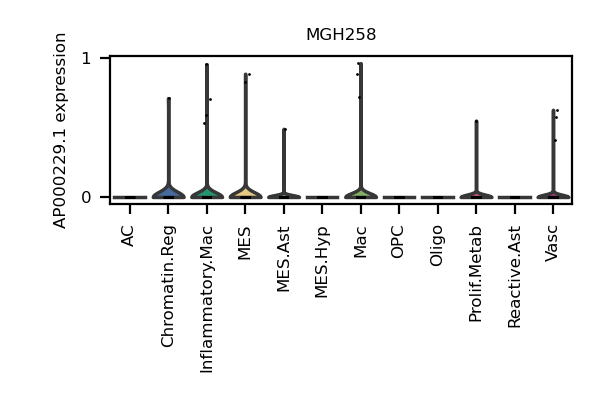 MGH258
AP000229.1 expression
1
0
AC
Chromatin.Reg
Inflammatory.Mac
MES
MES.Ast
MES.Hyp
Mac
OPC
Oligo
Prolif.Metab
Reactive.Ast
Vasc